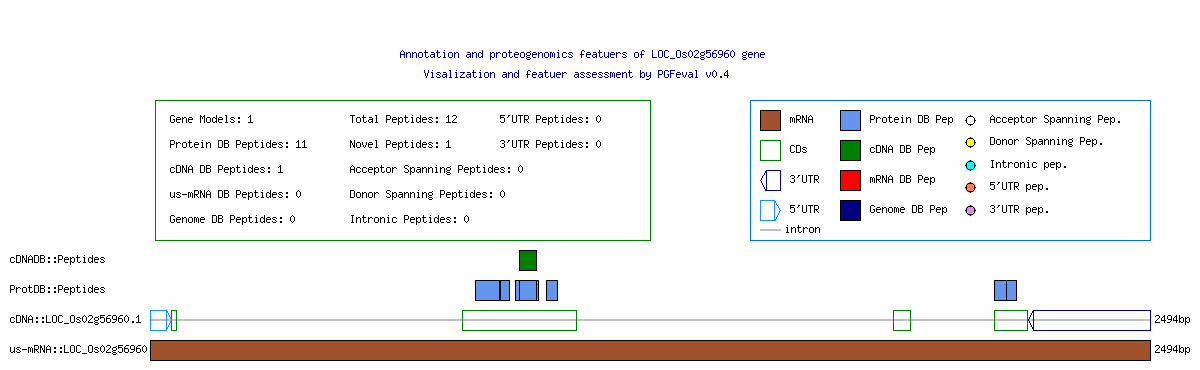 Annotation and proteogenomics featuers of LOC_Os02g56960 gene
Visalization and featuer assessment by PGFeval v0.4
Gene Models: 1 Total Peptides: 12 5'UTR Peptides: 0
Protein DB Peptides: 11 Novel Peptides: 1 3'UTR Peptides: 0
cDNA DB Peptides: 1 Acceptor Spanning Peptides: 0
us-mRNA DB Peptides: 0 Donor Spanning Peptides: 0
Genome DB Peptides: 0 Intronic Peptides: 0
mRNA Protein DB Pep Acceptor Spanning Pep.
CDs cDNA DB Pep Donor Spanning Pep.
3'UTR mRNA DB Pep Intronic pep.
5'UTR Genome DB Pep 5'UTR pep.
intron 3'UTR pep.
cDNADB::Peptides
ProtDB::Peptides
cDNA::LOC_Os02g56960.1 2494bp
us-mRNA::LOC_Os02g56960 2494bp